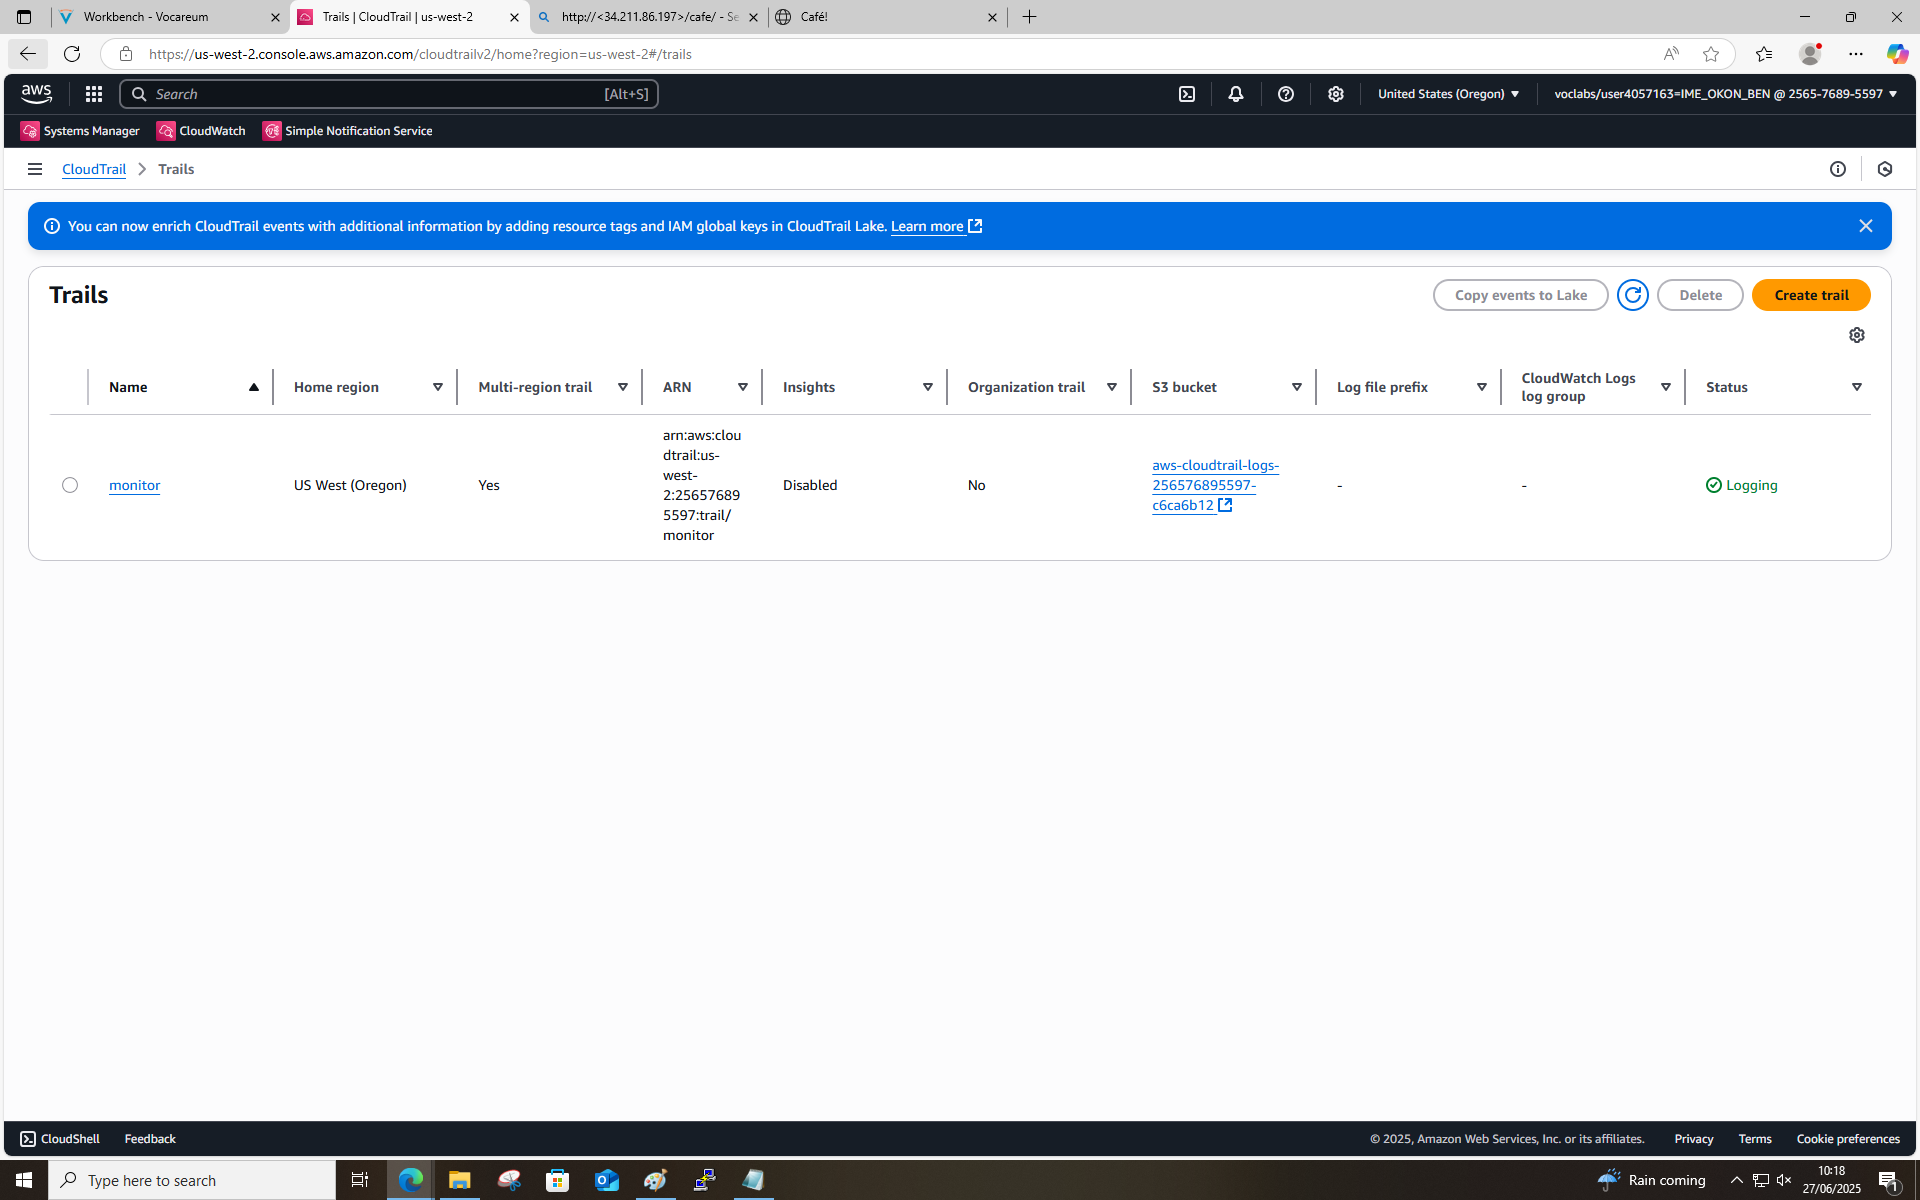 Workbench - Vocareum
Trails | CloudTrail | us-west-2
http://<34.211.86.197>/cafe/ - Se
Café!
https://us-west-2.console.aws.amazon.com/cloudtrailv2/home?region=us-west-2#/trails
aws
Search
[Alt+S]
United States (Oregon)
voclabs/user4057163=IME_OKON_BEN @ 2565-7689-5597
Systems Manager
CloudWatch
Simple Notification Service
CloudTrail
Trails
You can now enrich CloudTrail events with additional information by adding resource tags and IAM global keys in CloudTrail Lake. Learn more
Trails
Copy events to Lake
Delete
Create trail
Name
Home region
Multi-region trail
ARN
Insights
Organization trail
S3 bucket
Log file prefix
CloudWatch Logs
log group
Status
monitor
US West (Oregon)
Yes
arn:aws:clou
dtrail:us-
west-
2:25657689
5597:trail/
monitor
Disabled
No
aws-cloudtrail-logs-
256576895597-
c6ca6b12
-
-
Logging
CloudShell
Feedback
© 2025, Amazon Web Services, Inc. or its affiliates.
Privacy
Terms
Cookie preferences
Type here to search
Rain coming
10:18
27/06/2025
1